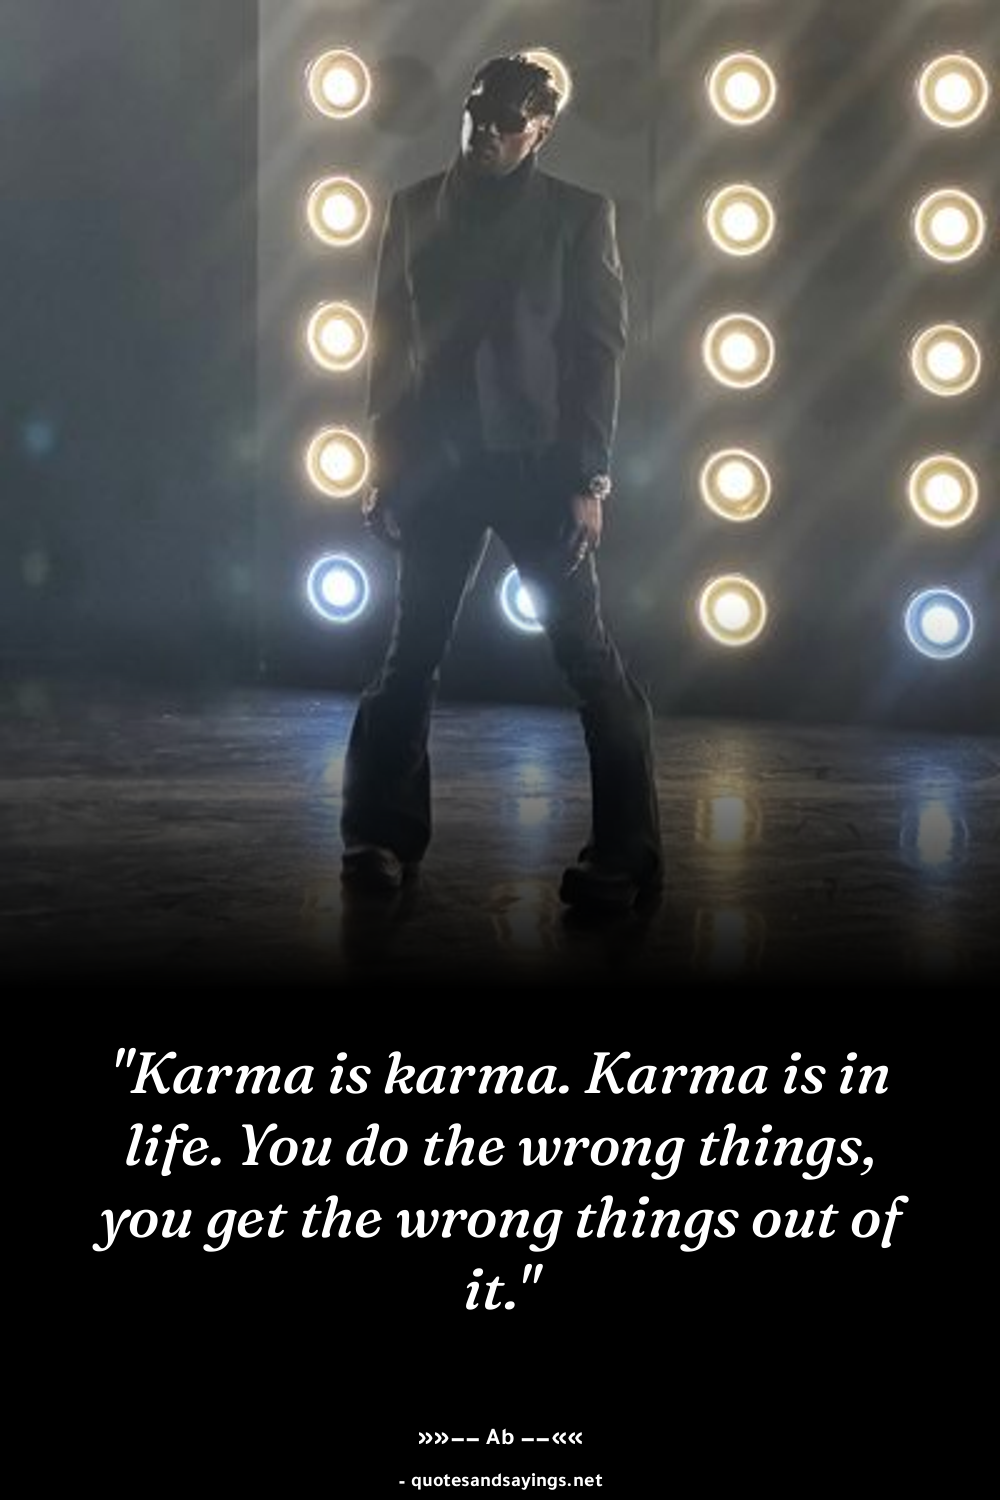 "Karma is karma. Karma is in
life. You do the wrong things,
you get the wrong things out of
it."
»»−− Ab −−««
- quotesandsayings.net